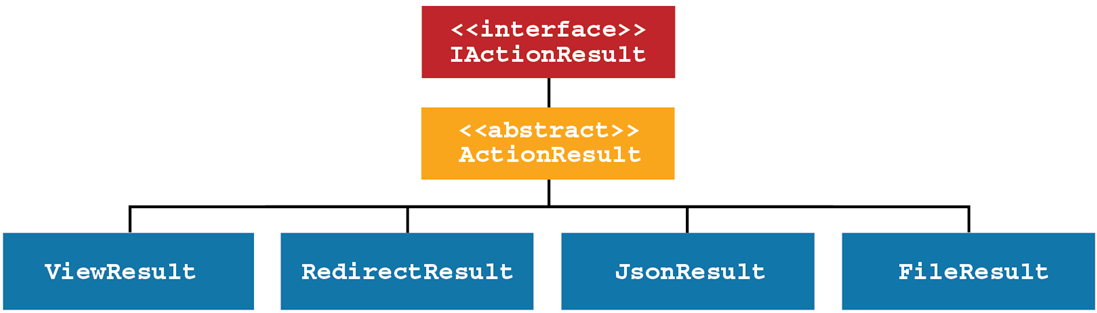 <<interface>>
IActionResult
<<abstract>>
ActionResult
ViewResult
RedirectResult
JsonResult
FileResult